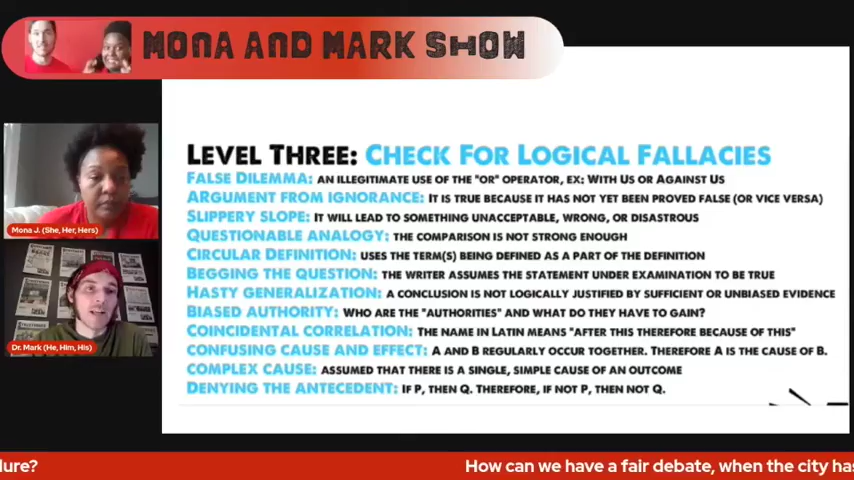 MONA AND MARK SHOW
LEVEL THREE: CHECK FOR LOGICAL FALLACIES
FALSE DILEMMA: AN ILLEGITIMATE USE OF THE "OR" OPERATOR, EX: WITH US OR AGAINST US
ARGUMENT FROM IGNORANCE: IT IS TRUE BECAUSE IT HAS NOT YET BEEN PROVED FALSE (OR VICE VERSA)
SLIPPERY SLOPE: IT WILL LEAD TO SOMETHING UNACCEPTABLE, WRONG, OR DISASTROUS
QUESTIONABLE ANALOGY: THE COMPARISON IS NOT STRONG ENOUGH
CIRCULAR DEFINITION: USES THE TERM(S) BEING DEFINED AS A PART OF THE DEFINITION
BEGGING THE QUESTION: THE WRITER ASSUMES THE STATEMENT UNDER EXAMINATION TO BE TRUE
HASTY GENERALIZATION: A CONCLUSION IS NOT LOGICALLY JUSTIFIED BY SUFFICIENT OR UNBIASED EVIDENCE
BIASED AUTHORITY: WHO ARE THE "AUTHORITIES" AND WHAT DO THEY HAVE TO GAIN?
COINCIDENTAL CORRELATION: THE NAME IN LATIN MEANS "AFTER THIS THEREFORE BECAUSE OF THIS"
CONFUSING CAUSE AND EFFECT: A AND B REGULARLY OCCUR TOGETHER. THEREFORE A IS THE CAUSE OF B.
COMPLEX CAUSE: ASSUMED THAT THERE IS A SINGLE, SIMPLE CAUSE OF AN OUTCOME
DENYING THE ANTECEDENT: IF P, THEN Q. THEREFORE, IF NOT P, THEN NOT Q.
Mona J. (She, Her, Hers)
Dr. Mark (He, Him, His)
lure? How can we have a fair debate, when the city has